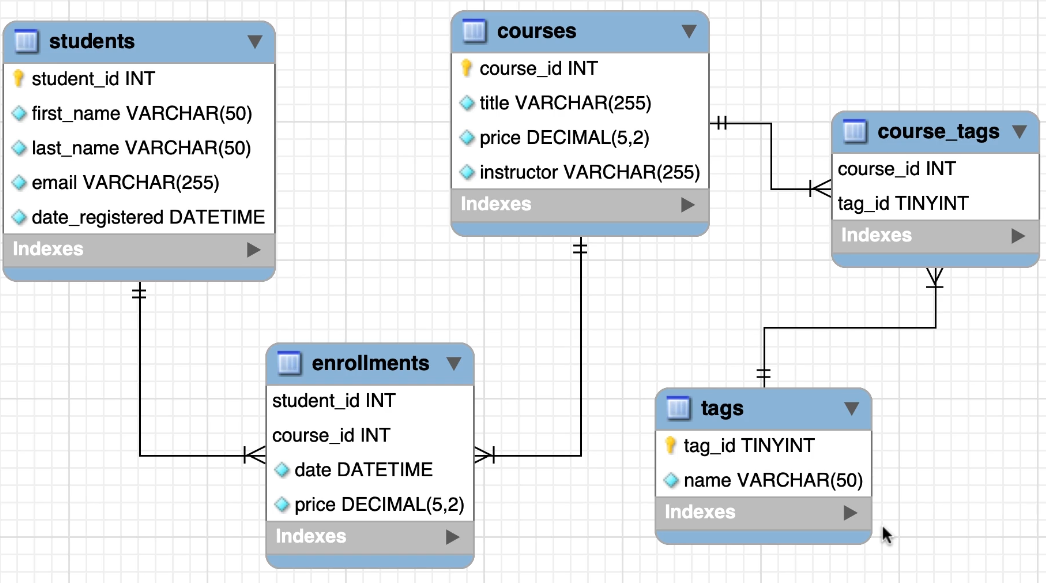 students
student_id INT
first_name VARCHAR(50)
last_name VARCHAR(50)
email VARCHAR(255)
date_registered DATETIME
Indexes
courses
course_id INT
title VARCHAR(255)
price DECIMAL(5,2)
instructor VARCHAR(255)
Indexes
course_tags
course_id INT
tag_id TINYINT
Indexes
enrollments
student_id INT
course_id INT
date DATETIME
price DECIMAL(5,2)
Indexes
tags
tag_id TINYINT
name VARCHAR(50)
Indexes